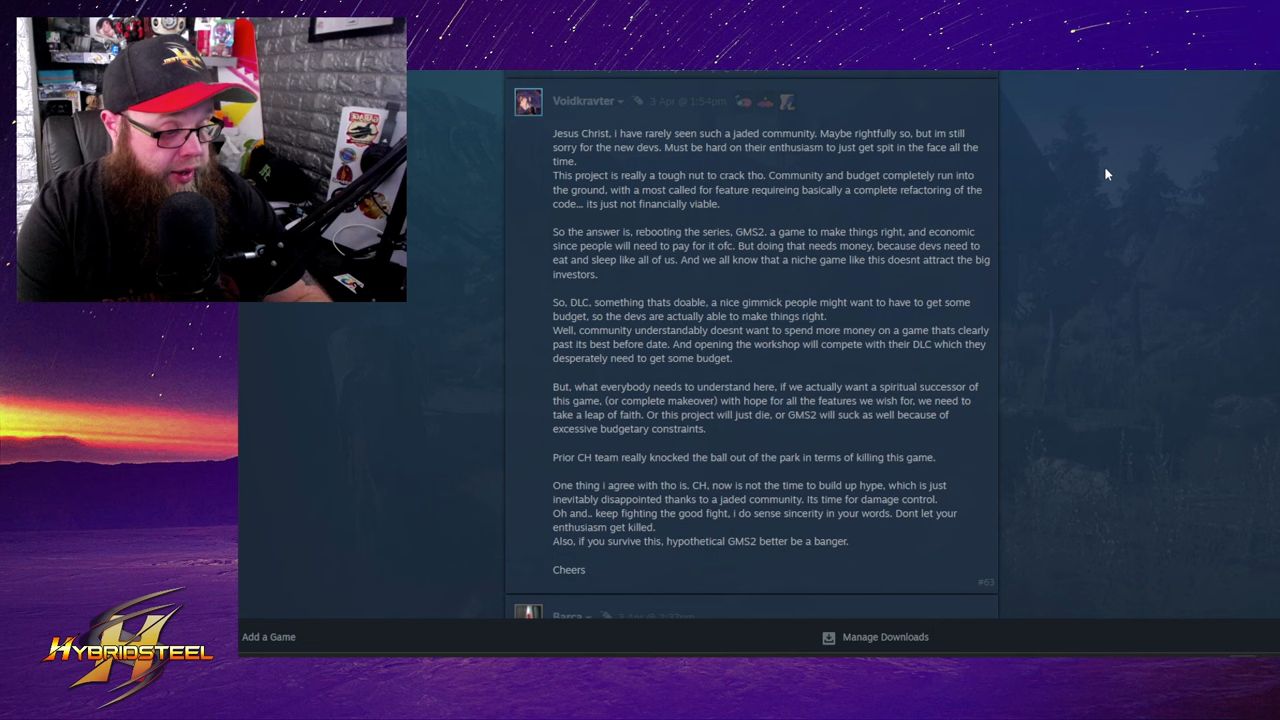 Voidkravter
3 Apr @ 1:54pm
Jesus Christ, i have rarely seen such a jaded community. Maybe rightfully so, but im still
sorry for the new devs. Must be hard on their enthusiasm to just get spit in the face all the
time.
This project is really a tough nut to crack tho. Community and budget completely run into
the ground, with a most called for feature requireing basically a complete refactoring of the
code... its just not financially viable.
So the answer is, rebooting the series, GMS2. a game to make things right, and economic
since people will need to pay for it ofc. But doing that needs money, because devs need to
eat and sleep like all of us. And we all know that a niche game like this doesnt attract the big
investors.
So, DLC, something thats doable, a nice gimmick people might want to have to get some
budget, so the devs are actually able to make things right.
Well, community understandably doesnt want to spend more money on a game thats clearly
past its best before date. And opening the workshop will compete with their DLC which they
desperately need to get some budget.
But, what everybody needs to understand here, if we actually want a spiritual successor of
this game, (or complete makeover) with hope for all the features we wish for, we need to
take a leap of faith. Or this project will just die, or GMS2 will suck as well because of
excessive budgetary constraints.
Prior CH team really knocked the ball out of the park in terms of killing this game.
One thing i agree with tho is. CH, now is not the time to build up hype, which is just
inevitably disappointed thanks to a jaded community. Its time for damage control.
Oh and.. keep fighting the good fight, i do sense sincerity in your words. Dont let your
enthusiasm get killed.
Also, if you survive this, hypothetical GMS2 better be a banger.
Cheers
#63
Barca
3 Apr @ 2:37pm
Add a Game
Manage Downloads
HYBRIDSTEEL